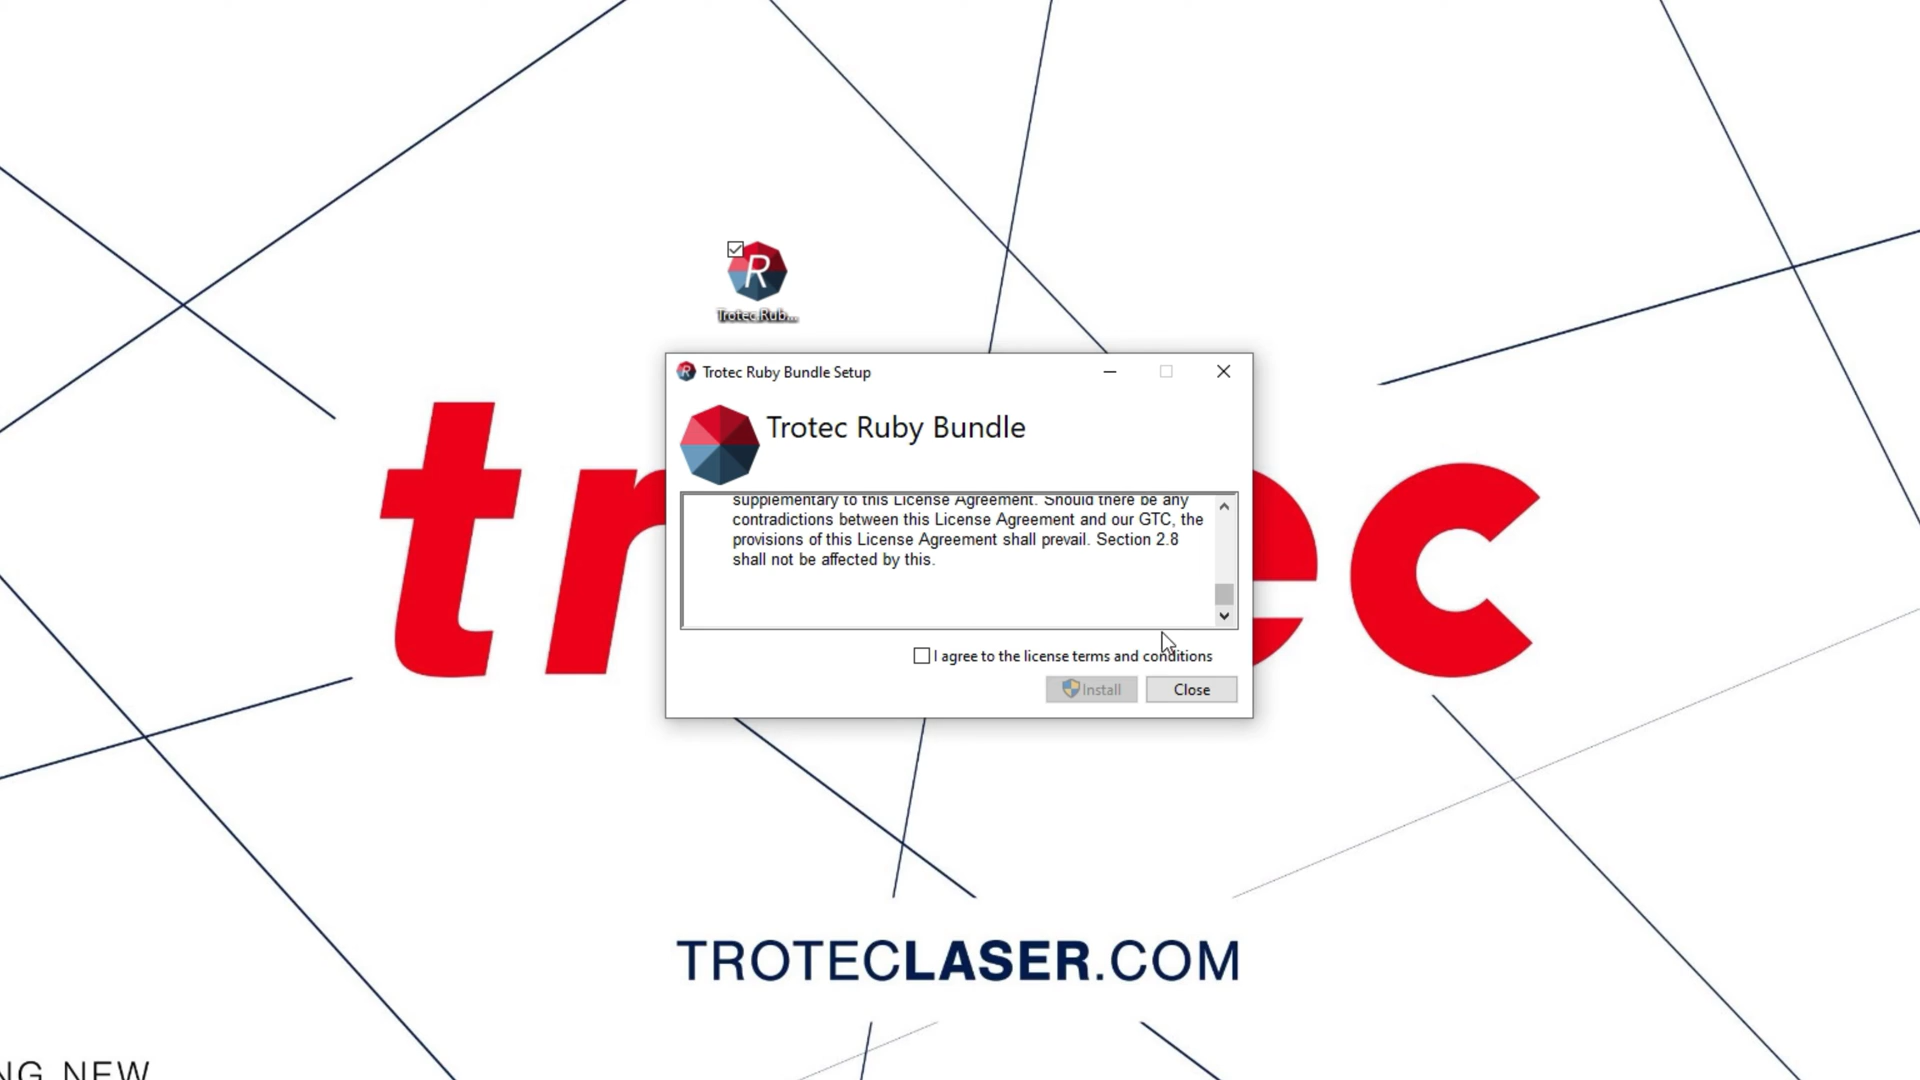 R
Trotec.Rub...
Trotec Ruby Bundle Setup
Trotec Ruby Bundle
supplementary to this License Agreement. Should there be any
contradictions between this License Agreement and our GTC, the
provisions of this License Agreement shall prevail. Section 2.8
shall not be affected by this.
tr ec
I agree to the license terms and conditions
Install
Close
TROTECLASER.COM
NG NEW